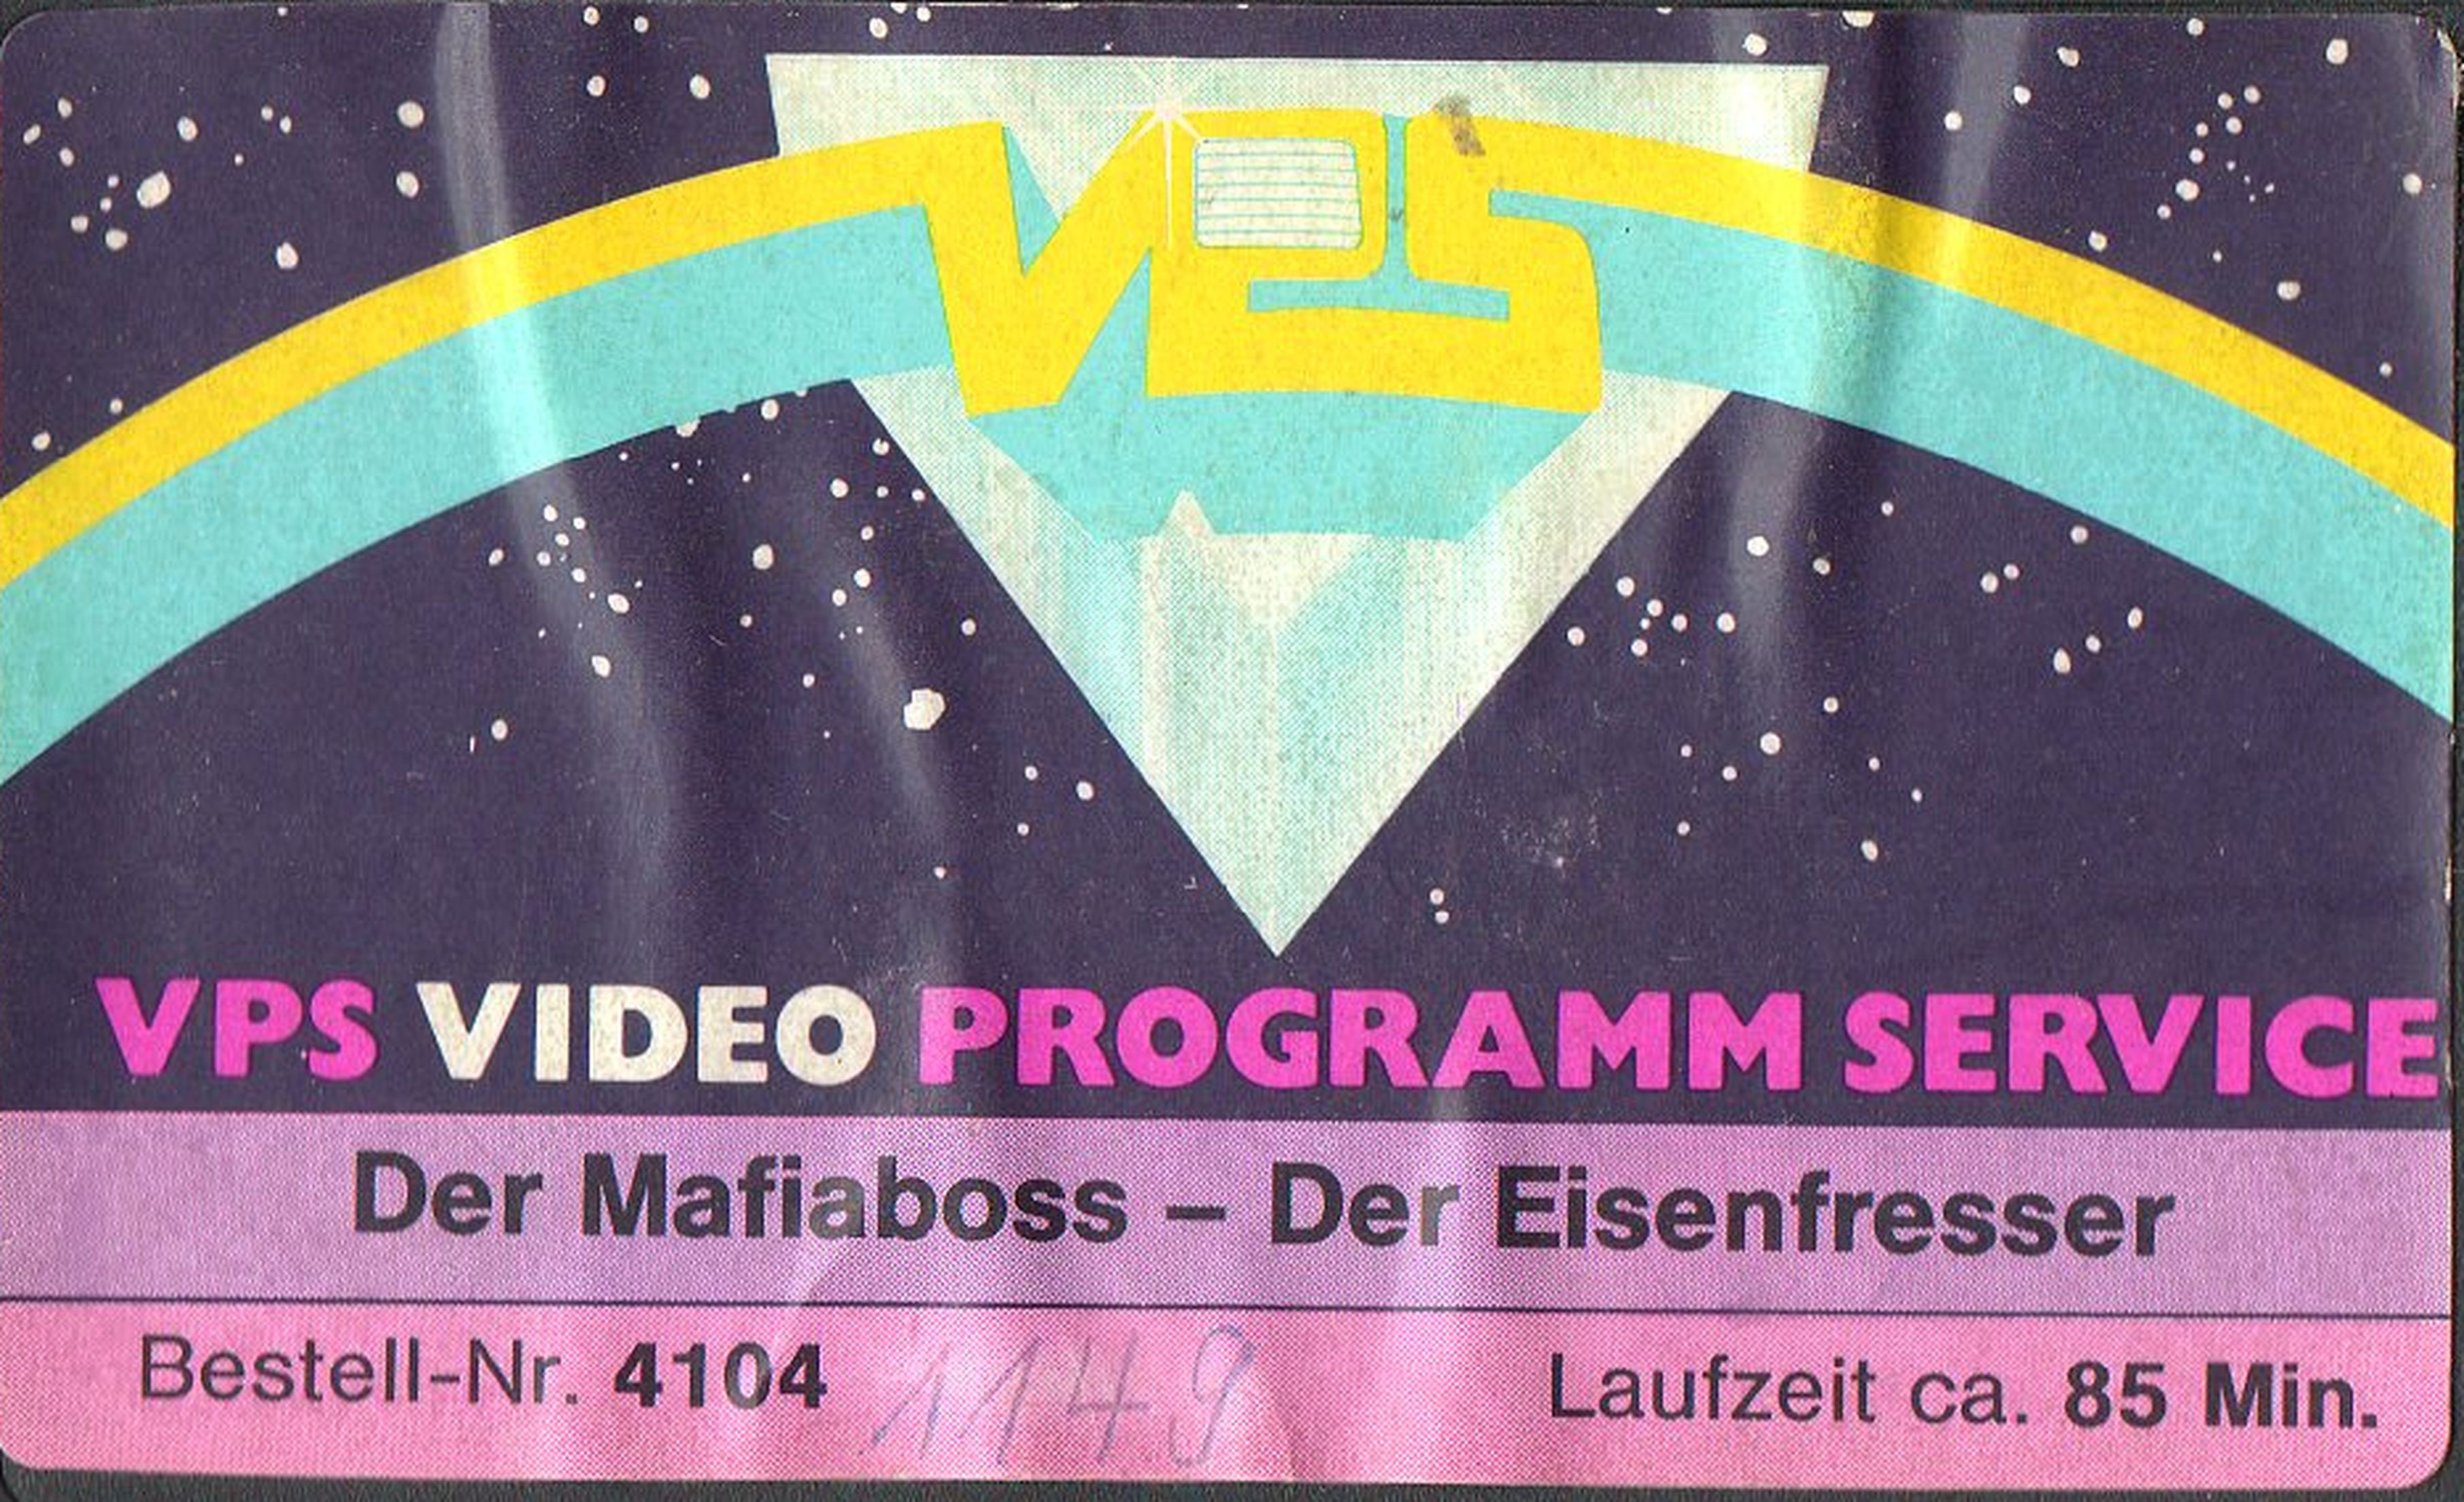 VPS
VPS VIDEO PROGRAMM SERVICE
Der Mafiaboss – Der Eisenfresser
Bestell-Nr. 4104 1149 Laufzeit ca. 85 Min.